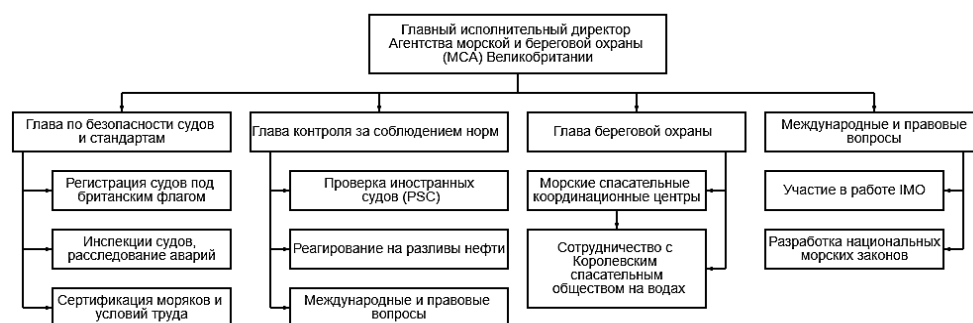 Главный исполнительный директор
Агентства морской и береговой охраны
(МСА) Великобритании
Глава по безопасности судов
и стандартам
Глава контроля за соблюдением норм
Глава береговой охраны
Международные и правовые
вопросы
Регистрация судов под
британским флагом
Проверка иностранных
судов (PSC)
Морские спасательные
координационные центры
Участие в работе IMO
Инспекции судов,
расследование аварий
Реагирование на разливы нефти
Сотрудничество с
Королевским
спасательным
обществом на водах
Разработка национальных
морских законов
Сертификация моряков и
условий труда
Международные и правовые
вопросы